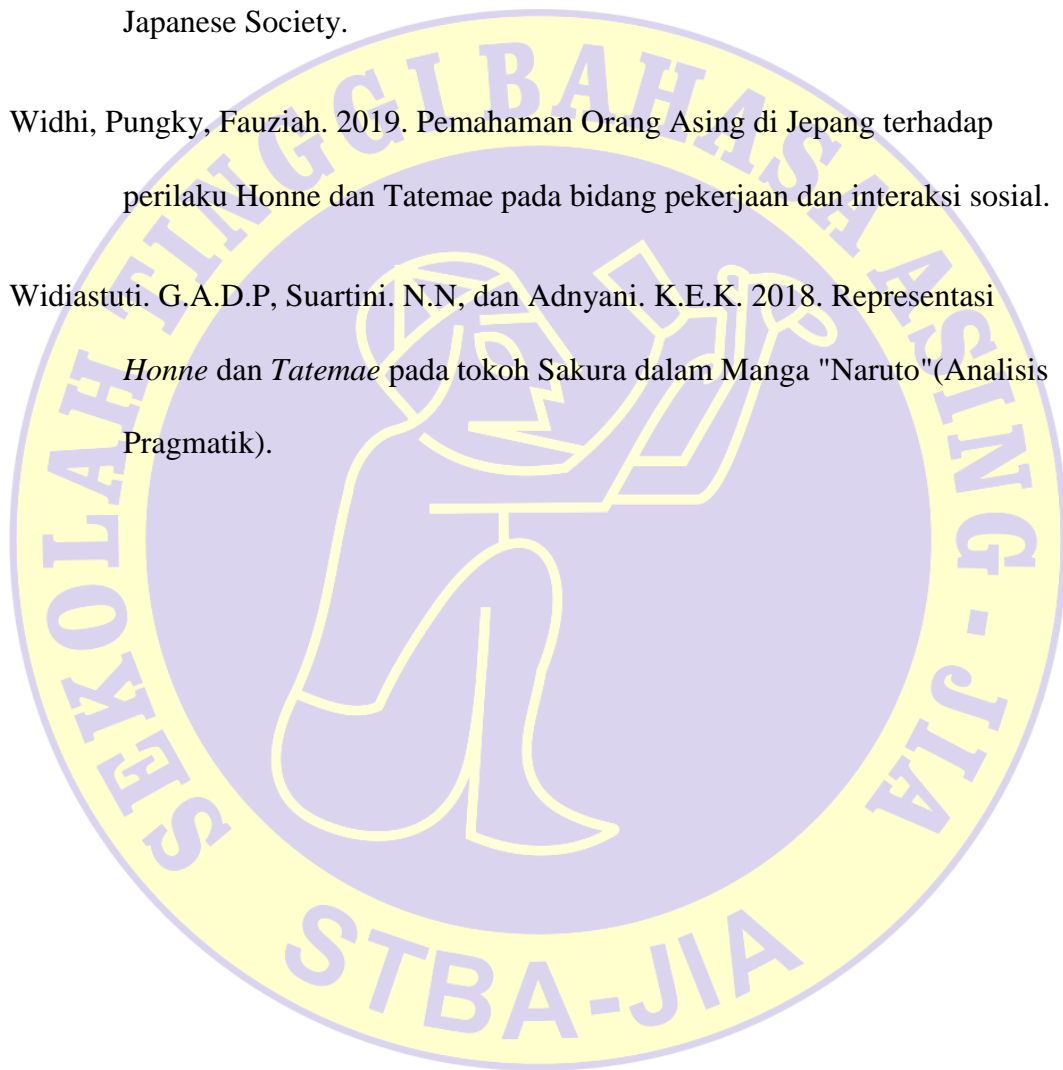 Japanese Society.
Widhi, Pungky, Fauziah. 2019. Pemahaman Orang Asing di Jepang terhadap
perilaku Honne dan Tatemae pada bidang pekerjaan dan interaksi sosial.
Widiastuti. G.A.D.P, Suartini. N.N, dan Adnyani. K.E.K. 2018. Representasi
Honne dan Tatemae pada tokoh Sakura dalam Manga "Naruto"(Analisis
Pragmatik).
SEKOLAH TINGGI BAHASA ASING - JIA
STBA-JIA